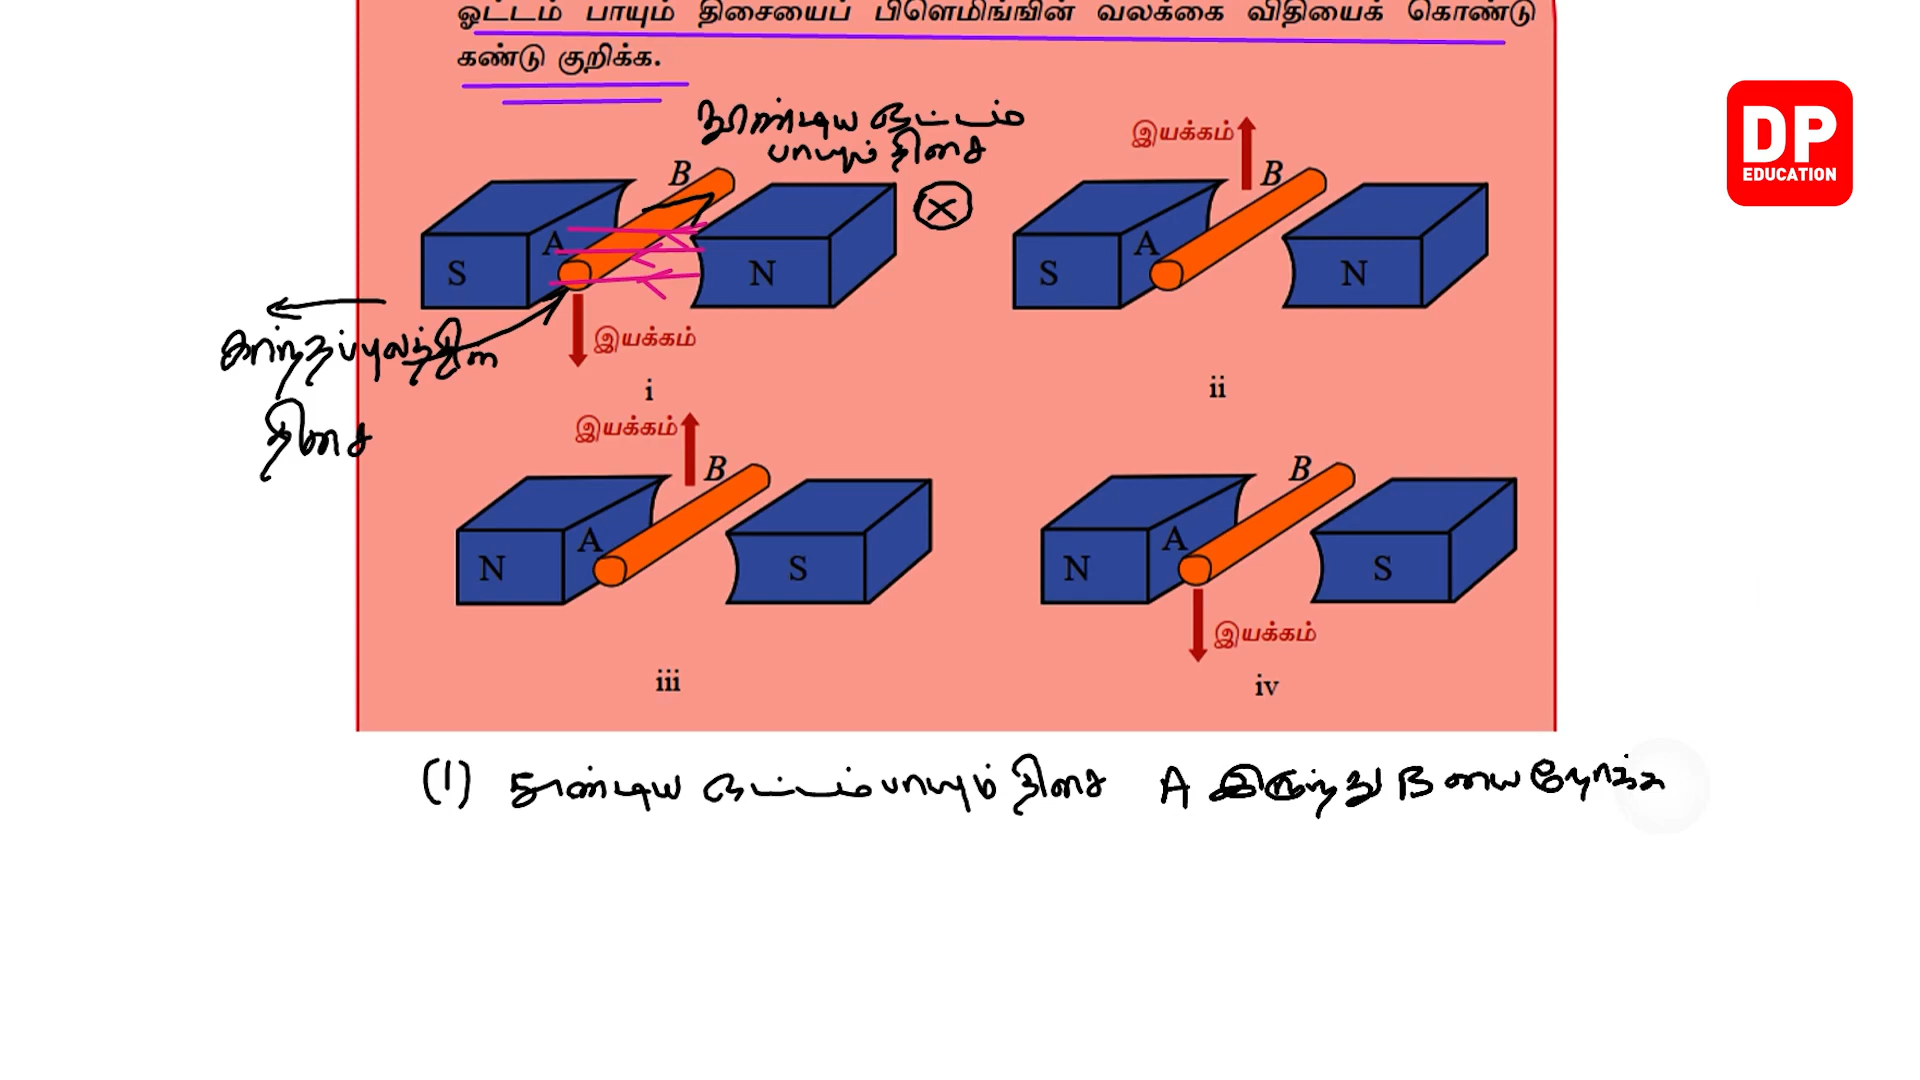 ஓட்டம் பாயும் திசையைப் பிளெமிங்ஙின் வலக்கை விதியைக் கொண்டு
கண்டு குறிக்க.
DP
EDUCATION
தூண்டிய ஓட்டம்
பாயும் திசை
B
A
S
N
இயக்கம்
i
இயக்கம்
B
A
S
N
ii
காந்தப்புலத்தின்
திசை
இயக்கம்
B
A
N
S
iii
B
A
N
S
இயக்கம்
iv
(1) தூண்டிய ஓட்டம் பாயும் திசை A இருந்து B யை நோக்க